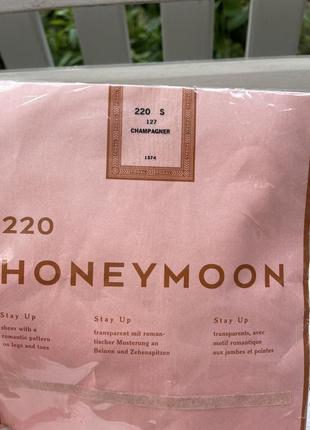 220 S
127
CHAMPAGNER
1574
220
HONEYMOON
Stay Up
sheer with a
romantic pattern
on legs and toes
Stay Up
transparent mit roman-
tischer Musterung an
Beinen und Zehenspitzen
Stay Up
transparents, avec
motif romantique
aux jambes et pointes